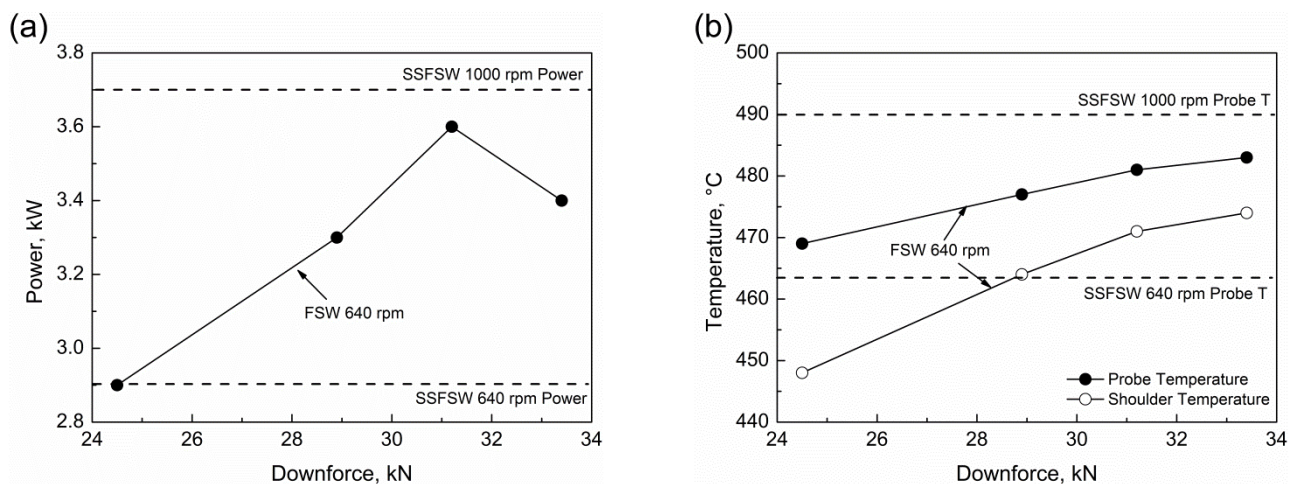 (a)
3.8
3.6
3.4
3.2
3.0
2.8
Power, kW
SSFSW 1000 rpm Power
FSW 640 rpm
SSFSW 640 rpm Power
24 26 28 30 32 34
Downforce, kN
(b)
500
490
480
470
460
450
440
Temperature, °C
SSFSW 1000 rpm Probe T
FSW 640 rpm
SSFSW 640 rpm Probe T
Probe Temperature
Shoulder Temperature
24 26 28 30 32 34
Downforce, kN